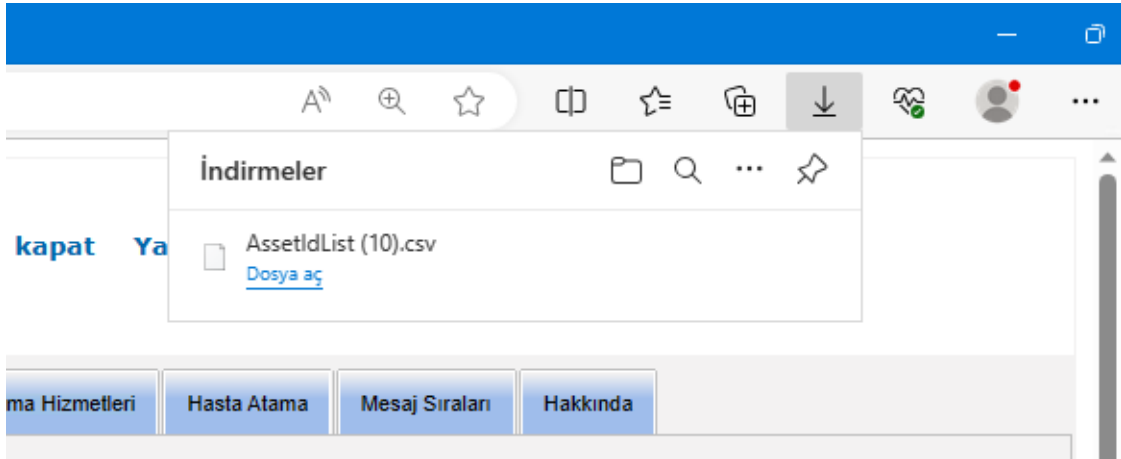 İndirmeler
AssetIdList (10).csv
Dosya aç
kapat Ya
ma Hizmetleri Hasta Atama Mesaj Sıraları Hakkında